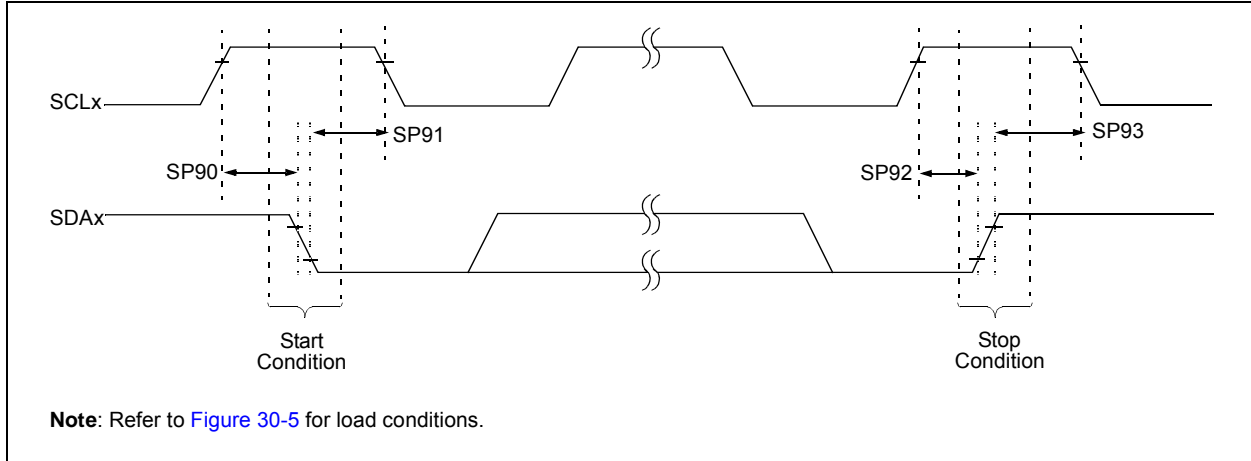 SCLx
SP91
SP93
SP90
SP92
SDAx
Start
Condition
Stop
Condition
Note: Refer to Figure 30-5 for load conditions.